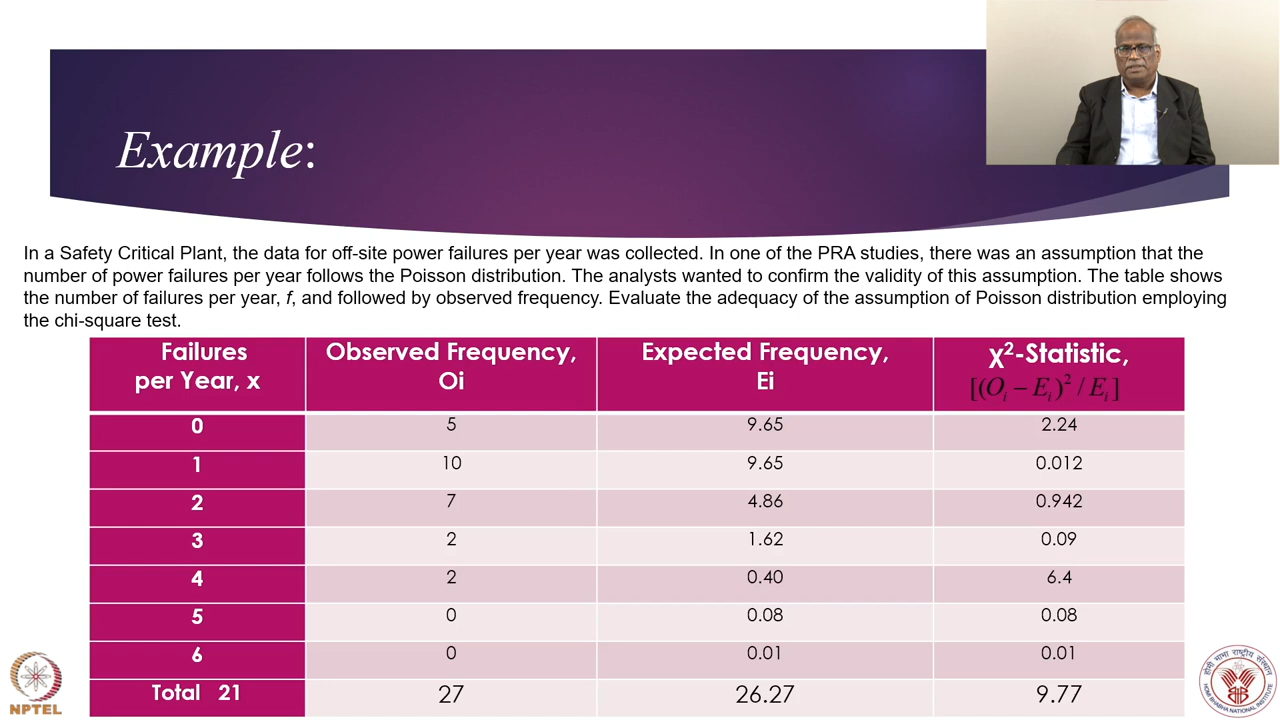 Example:
In a Safety Critical Plant, the data for off-site power failures per year was collected. In one of the PRA studies, there was an assumption that the
number of power failures per year follows the Poisson distribution. The analysts wanted to confirm the validity of this assumption. The table shows
the number of failures per year, f, and followed by observed frequency. Evaluate the adequacy of the assumption of Poisson distribution employing
the chi-square test.
Failures per Year, x Observed Frequency, Oi Expected Frequency, Ei χ²-Statistic, [(Oᵢ − Eᵢ)² / Eᵢ]
0 5 9.65 2.24
1 10 9.65 0.012
2 7 4.86 0.942
3 2 1.62 0.09
4 2 0.40 6.4
5 0 0.08 0.08
6 0 0.01 0.01
Total 21 27 26.27 9.77
NPTEL
होमी भाभा राष्ट्रीय संस्थान
HOMI BHABHA NATIONAL INSTITUTE